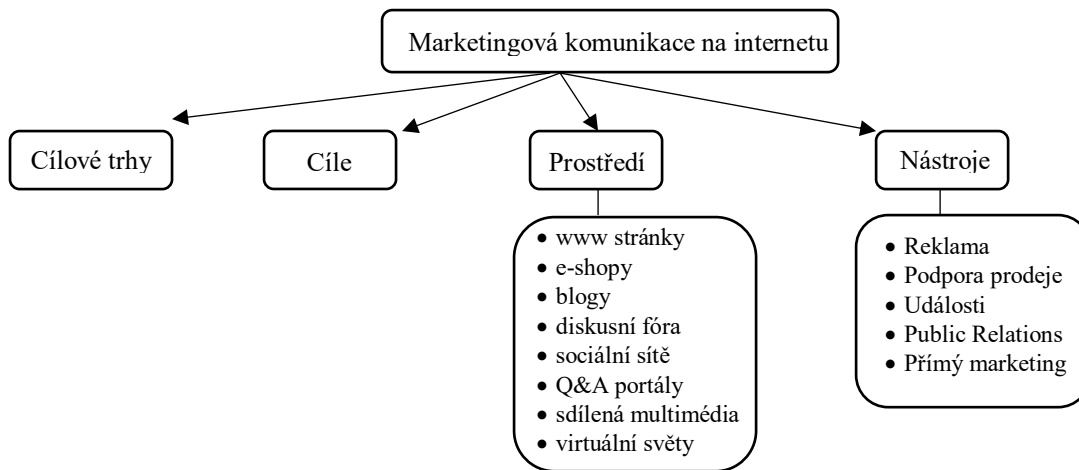 Marketingová komunikace na internetu
Cílové trhy
Cíle
Prostředí
Nástroje
• www stránky
• e-shopy
• blogy
• diskusní fóra
• sociální sítě
• Q&A portály
• sdílená multimédia
• virtuální světy
• Reklama
• Podpora prodeje
• Události
• Public Relations
• Přímý marketing